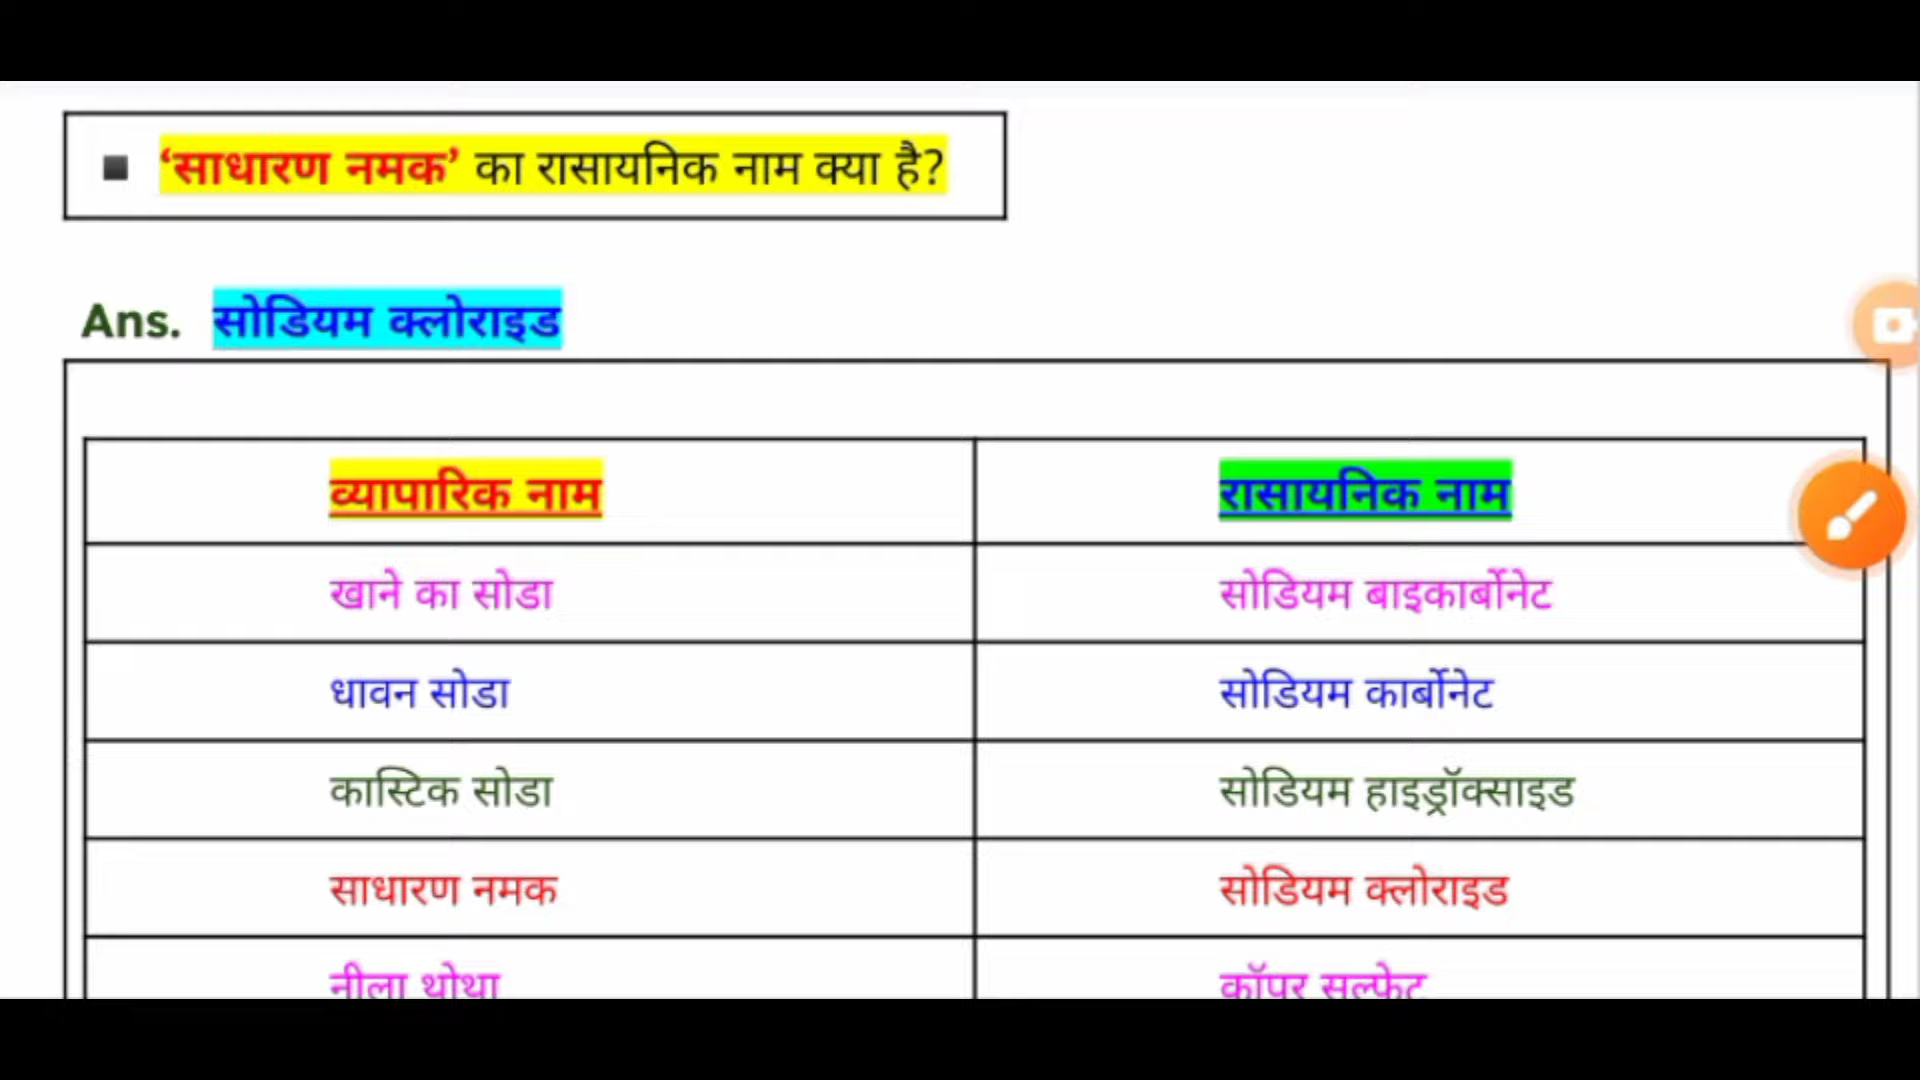 ▪ ‘साधारण नमक’ का रासायनिक नाम क्या है?
Ans. सोडियम क्लोराइड
व्यापारिक नाम रासायनिक नाम
खाने का सोडा सोडियम बाइकार्बोनेट
धावन सोडा सोडियम कार्बोनेट
कास्टिक सोडा सोडियम हाइड्रॉक्साइड
साधारण नमक सोडियम क्लोराइड
नीला थोथा कॉपर सल्फेट